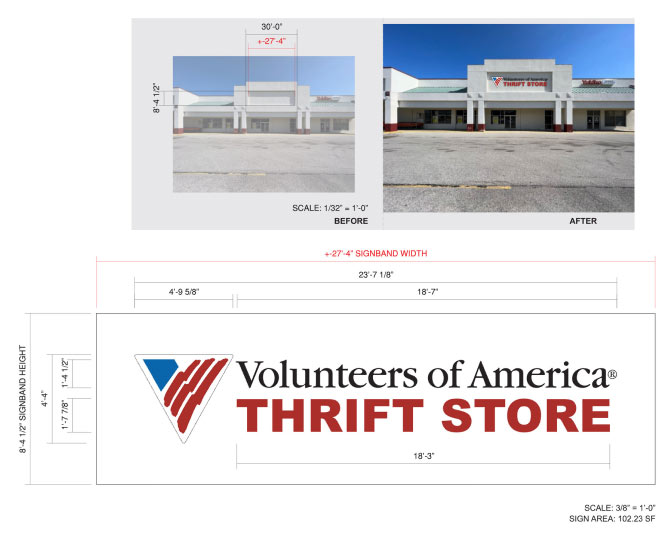 30'-0"
+-27'-4"
8'-4 1/2"
Volunteers of America
THRIFT STORE
SCALE: 1/32" = 1'-0"
BEFORE
AFTER
+-27'-4" SIGNBAND WIDTH
23'-7 1/8"
4'-9 5/8"
18'-7"
8'-4 1/2" SIGNBAND HEIGHT
4'-4"
1'-4 1/2"
1'-7 7/8"
Volunteers of America®
THRIFT STORE
18'-3"
SCALE: 3/8" = 1'-0"
SIGN AREA: 102.23 SF